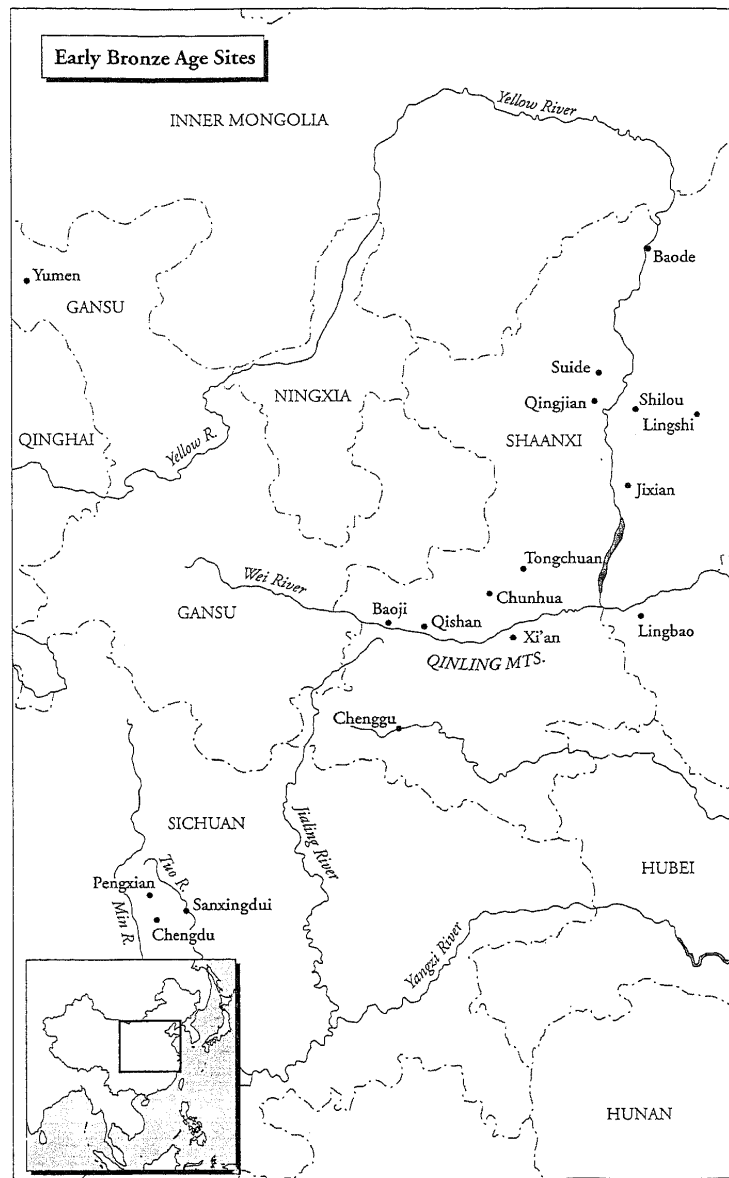 Early Bronze Age Sites
INNER MONGOLIA
Yellow River
Baode
Yumen
GANSU
Suide
NINGXIA
Qingjian
Shilou
Lingshi
QINGHAI
Yellow R.
SHAANXI
Jixian
Tongchuan
Wei River
Chunhua
GANSU
Baoji
Qishan
Xi'an
Lingbao
QINLING MTS.
Chenggu
SICHUAN
Jialing River
Tuo R.
HUBEI
Pengxian
Sanxingdui
Min R.
Chengdu
Yangzi River
HUNAN